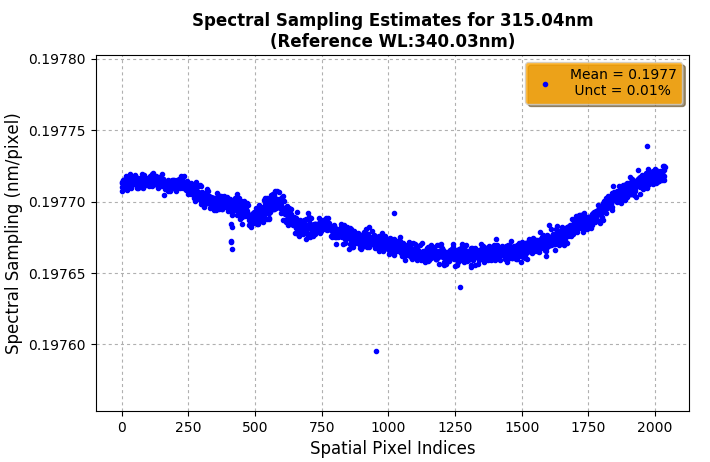 Spectral Sampling Estimates for 315.04nm
(Reference WL:340.03nm)
Mean = 0.1977
Unct = 0.01%
Spectral Sampling (nm/pixel)
0.19780
0.19775
0.19770
0.19765
0.19760
0 250 500 750 1000 1250 1500 1750 2000
Spatial Pixel Indices